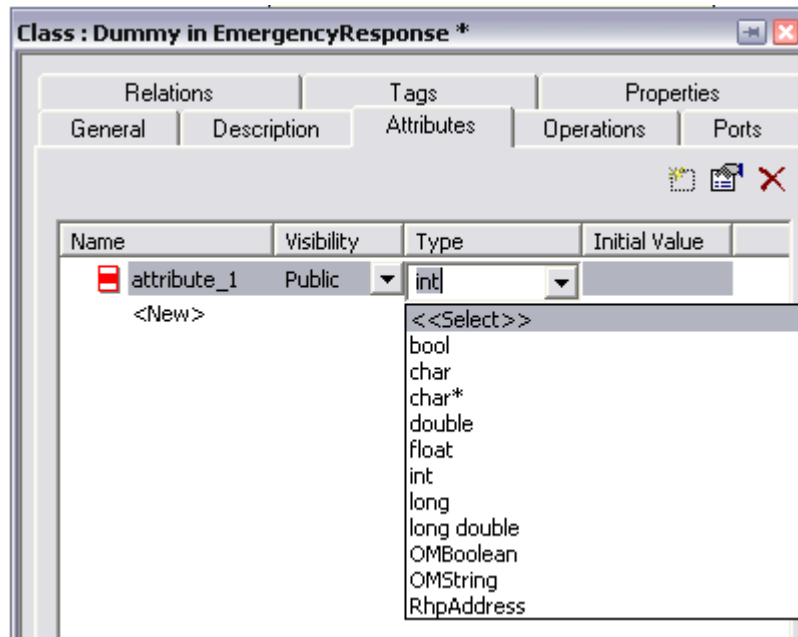 Class : Dummy in EmergencyResponse *
Relations Tags Properties
General Description Attributes Operations Ports
Name Visibility Type Initial Value
attribute_1 Public int
<New>
<<Select>>
bool
char
char*
double
float
int
long
long double
OMBoolean
OMString
RhpAddress